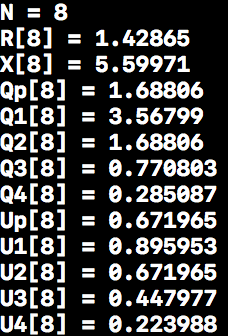 N = 8
R[8] = 1.42865
X[8] = 5.59971
Qp[8] = 1.68806
Q1[8] = 3.56799
Q2[8] = 1.68806
Q3[8] = 0.770803
Q4[8] = 0.285087
Up[8] = 0.671965
U1[8] = 0.895953
U2[8] = 0.671965
U3[8] = 0.447977
U4[8] = 0.223988